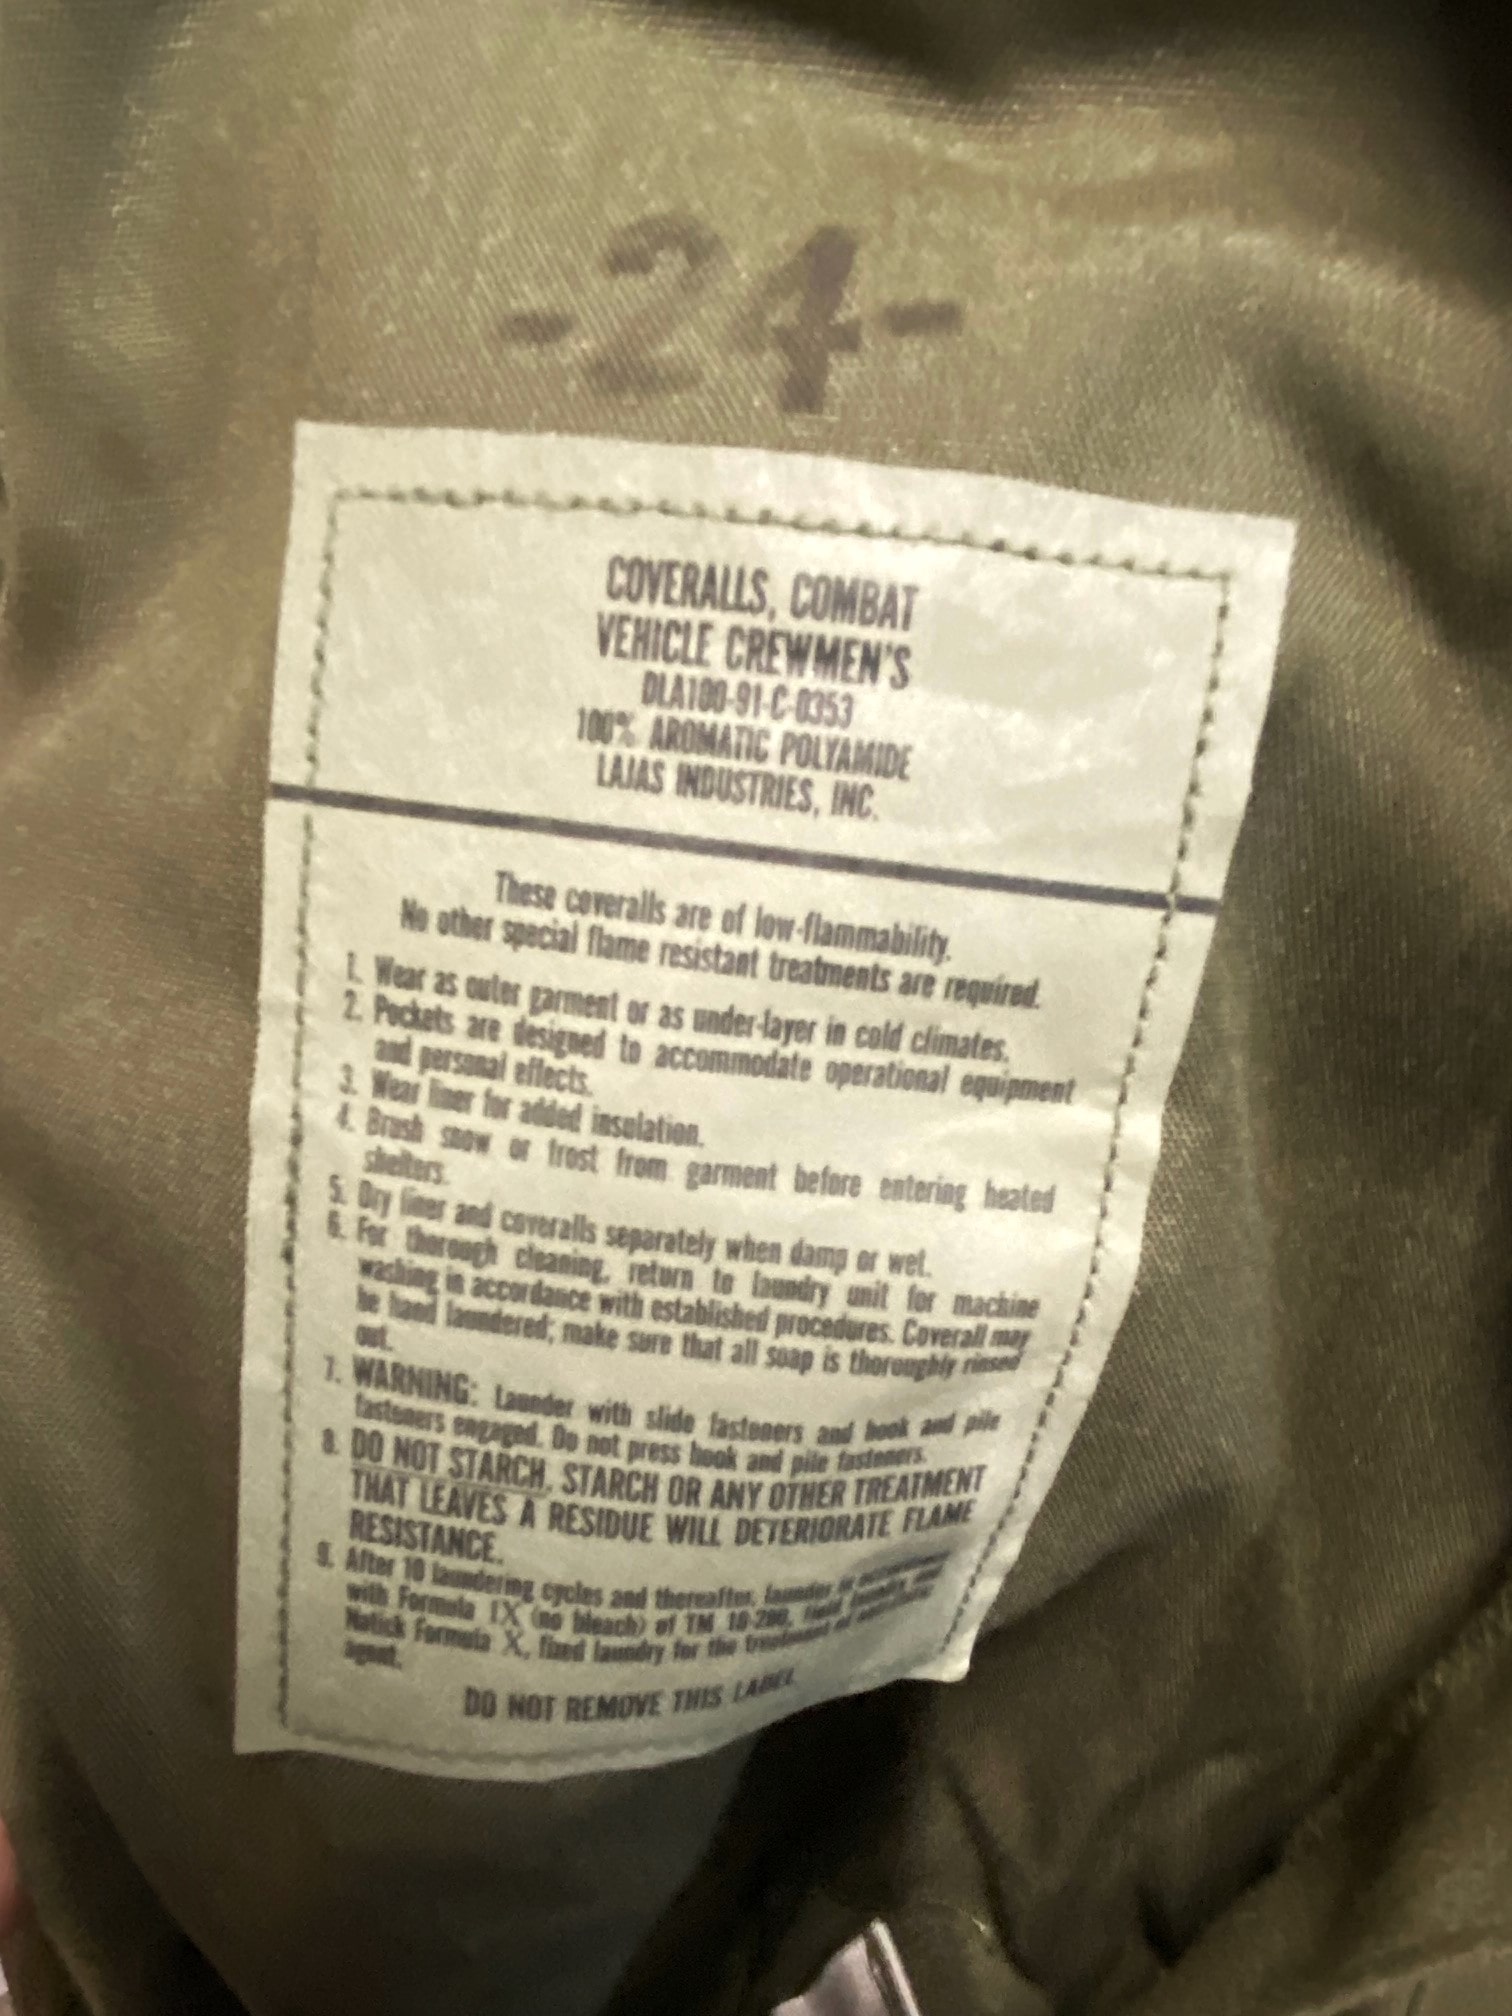 -24-
COVERALLS, COMBAT
VEHICLE CREWMEN'S
DLA100-91-C-0353
100% AROMATIC POLYAMIDE
LAJAS INDUSTRIES, INC.
These coveralls are of low-flammability.
No other special flame resistant treatments are required.
1. Wear as outer garment or as under-layer in cold climates.
2. Pockets are designed to accommodate operational equipment
and personal effects.
3. Wear liner for added insulation.
4. Brush snow or frost from garment before entering heated
shelters.
5. Dry liner and coveralls separately when damp or wet.
6. For thorough cleaning, return to laundry unit for machine
washing in accordance with established procedures. Coverall may
be hand laundered; make sure that all soap is thoroughly rinsed
out.
7. WARNING: Launder with slide fasteners and hook and pile
fasteners engaged. Do not press hook and pile fasteners.
8. DO NOT STARCH, STARCH OR ANY OTHER TREATMENT
THAT LEAVES A RESIDUE WILL DETERIORATE FLAME
RESISTANCE.
9. After 10 laundering cycles and thereafter, launder in
with Formula IX (no bleach) of TM 10-280, field laundry
Natick Formula X, fixed laundry for the treatment of
agent.
DO NOT REMOVE THIS LABEL